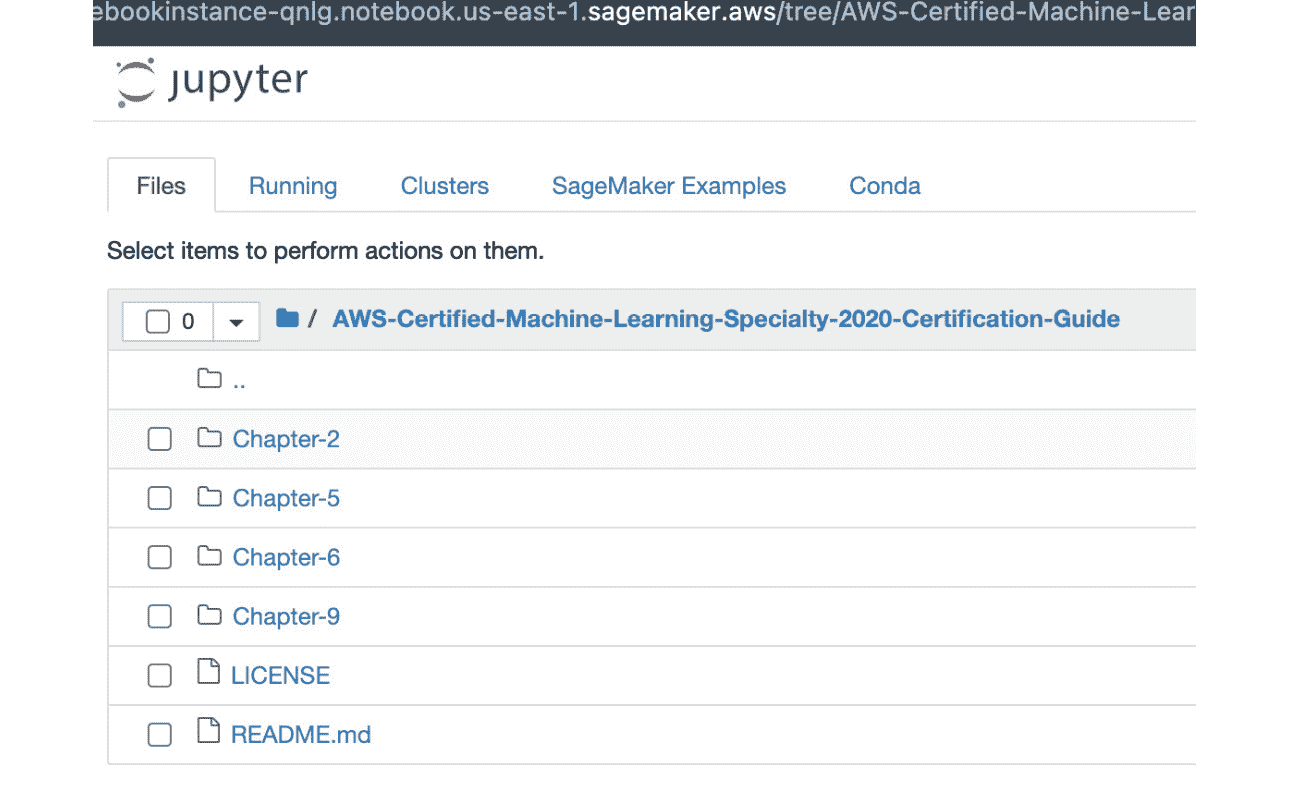 ebookinstance-qnlg.notebook.us-east-1.sagemaker.aws/tree/AWS-Certified-Machine-Lear
jupyter
Files Running Clusters SageMaker Examples Conda
Select items to perform actions on them.
0 / AWS-Certified-Machine-Learning-Specialty-2020-Certification-Guide
..
Chapter-2
Chapter-5
Chapter-6
Chapter-9
LICENSE
README.md